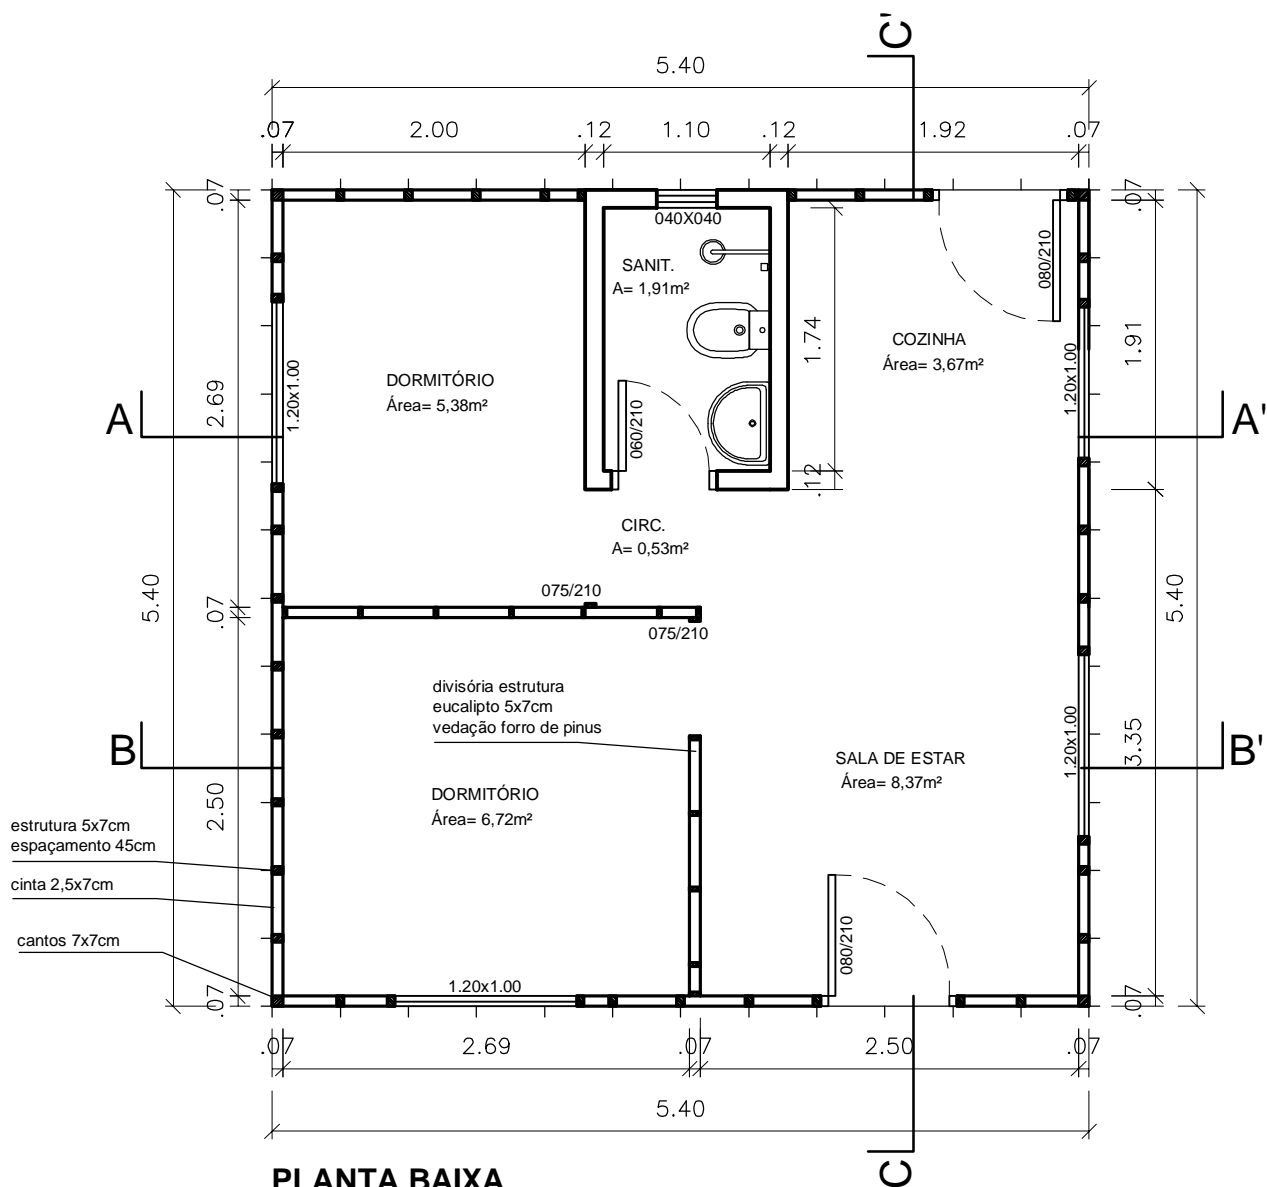 C'
5.40
.07 2.00 .12 1.10 .12 1.92 .07
.07
.07
040X040
SANIT.
A= 1,91m²
080/210
1.74
COZINHA
Área= 3,67m²
1.91
DORMITÓRIO
Área= 5,38m²
1.20x1.00
2.69
1.20x1.00
A
A'
060/210
.12
CIRC.
A= 0,53m²
5.40
.07
075/210
075/210
5.40
divisória estrutura
eucalipto 5x7cm
vedação forro de pinus
B
B'
1.20x1.00
3.35
SALA DE ESTAR
Área= 8,37m²
2.50
DORMITÓRIO
Área= 6,72m²
estrutura 5x7cm
espaçamento 45cm
cinta 2,5x7cm
cantos 7x7cm
080/210
1.20x1.00
.07
.07
.07 2.69 .07 2.50 .07
5.40
C
PLANTA BAIXA